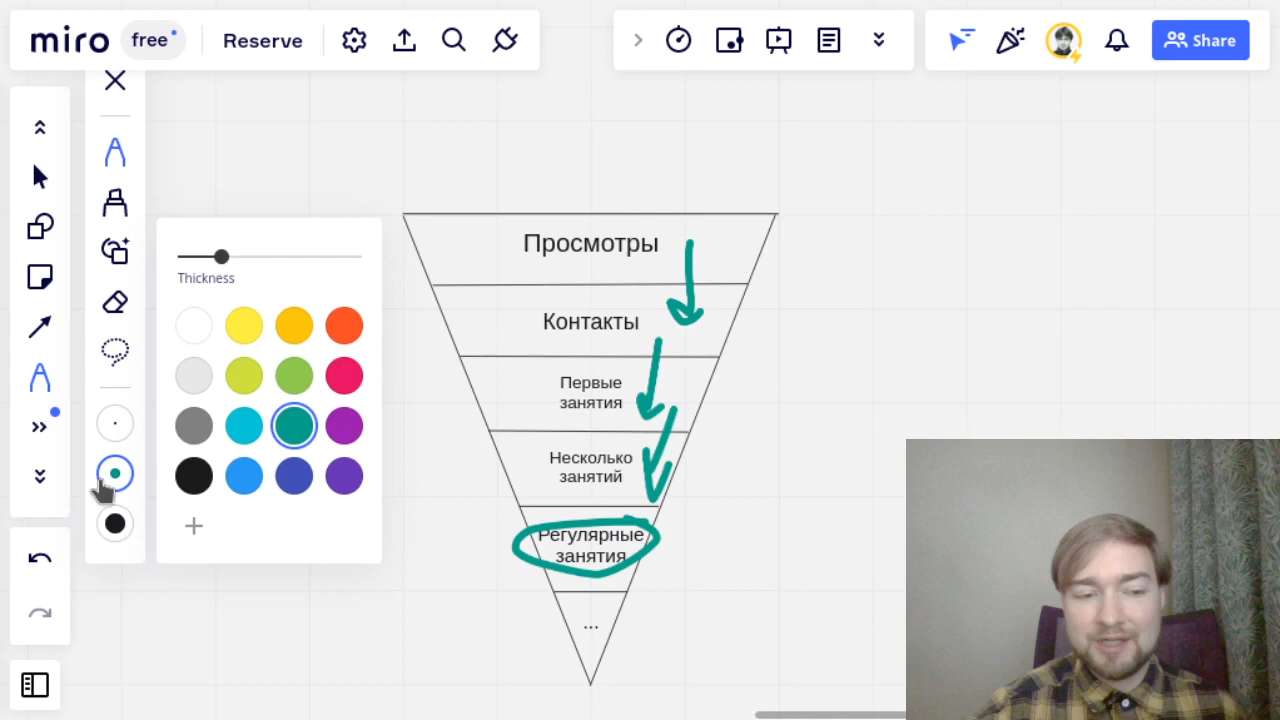 miro
free
Reserve
Share
Thickness
Просмотры
Контакты
Первые
занятия
Несколько
занятий
Регулярные
занятия
...